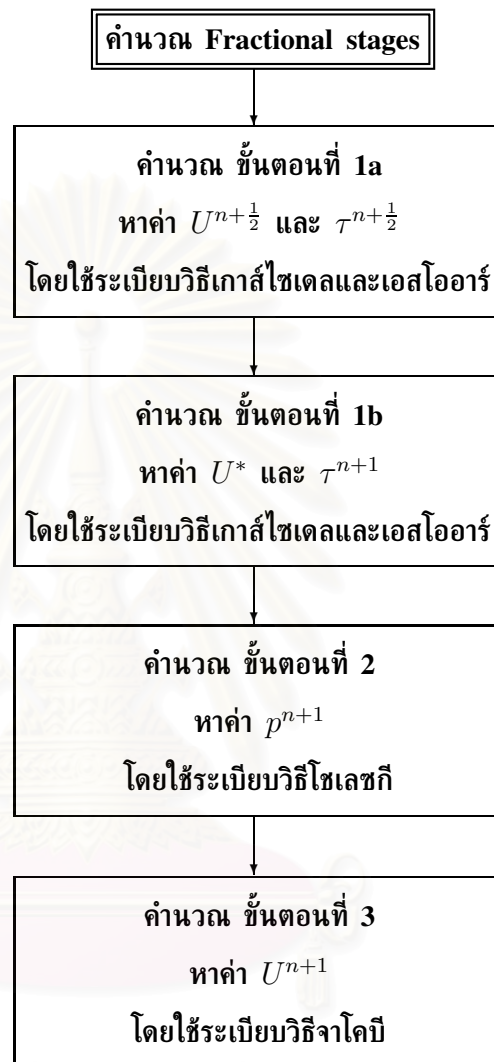 คำนวณ Fractional stages
คำนวณ ขั้นตอนที่ 1a
หาค่า $U^{n+\frac{1}{2}}$ และ $\tau^{n+\frac{1}{2}}$
โดยใช้ระเบียบวิธีเกาส์ไซเดลและเอสโออาร์
คำนวณ ขั้นตอนที่ 1b
หาค่า $U^{*}$ และ $\tau^{n+1}$
โดยใช้ระเบียบวิธีเกาส์ไซเดลและเอสโออาร์
คำนวณ ขั้นตอนที่ 2
หาค่า $p^{n+1}$
โดยใช้ระเบียบวิธีโชเลซกี
คำนวณ ขั้นตอนที่ 3
หาค่า $U^{n+1}$
โดยใช้ระเบียบวิธีจาโคบี